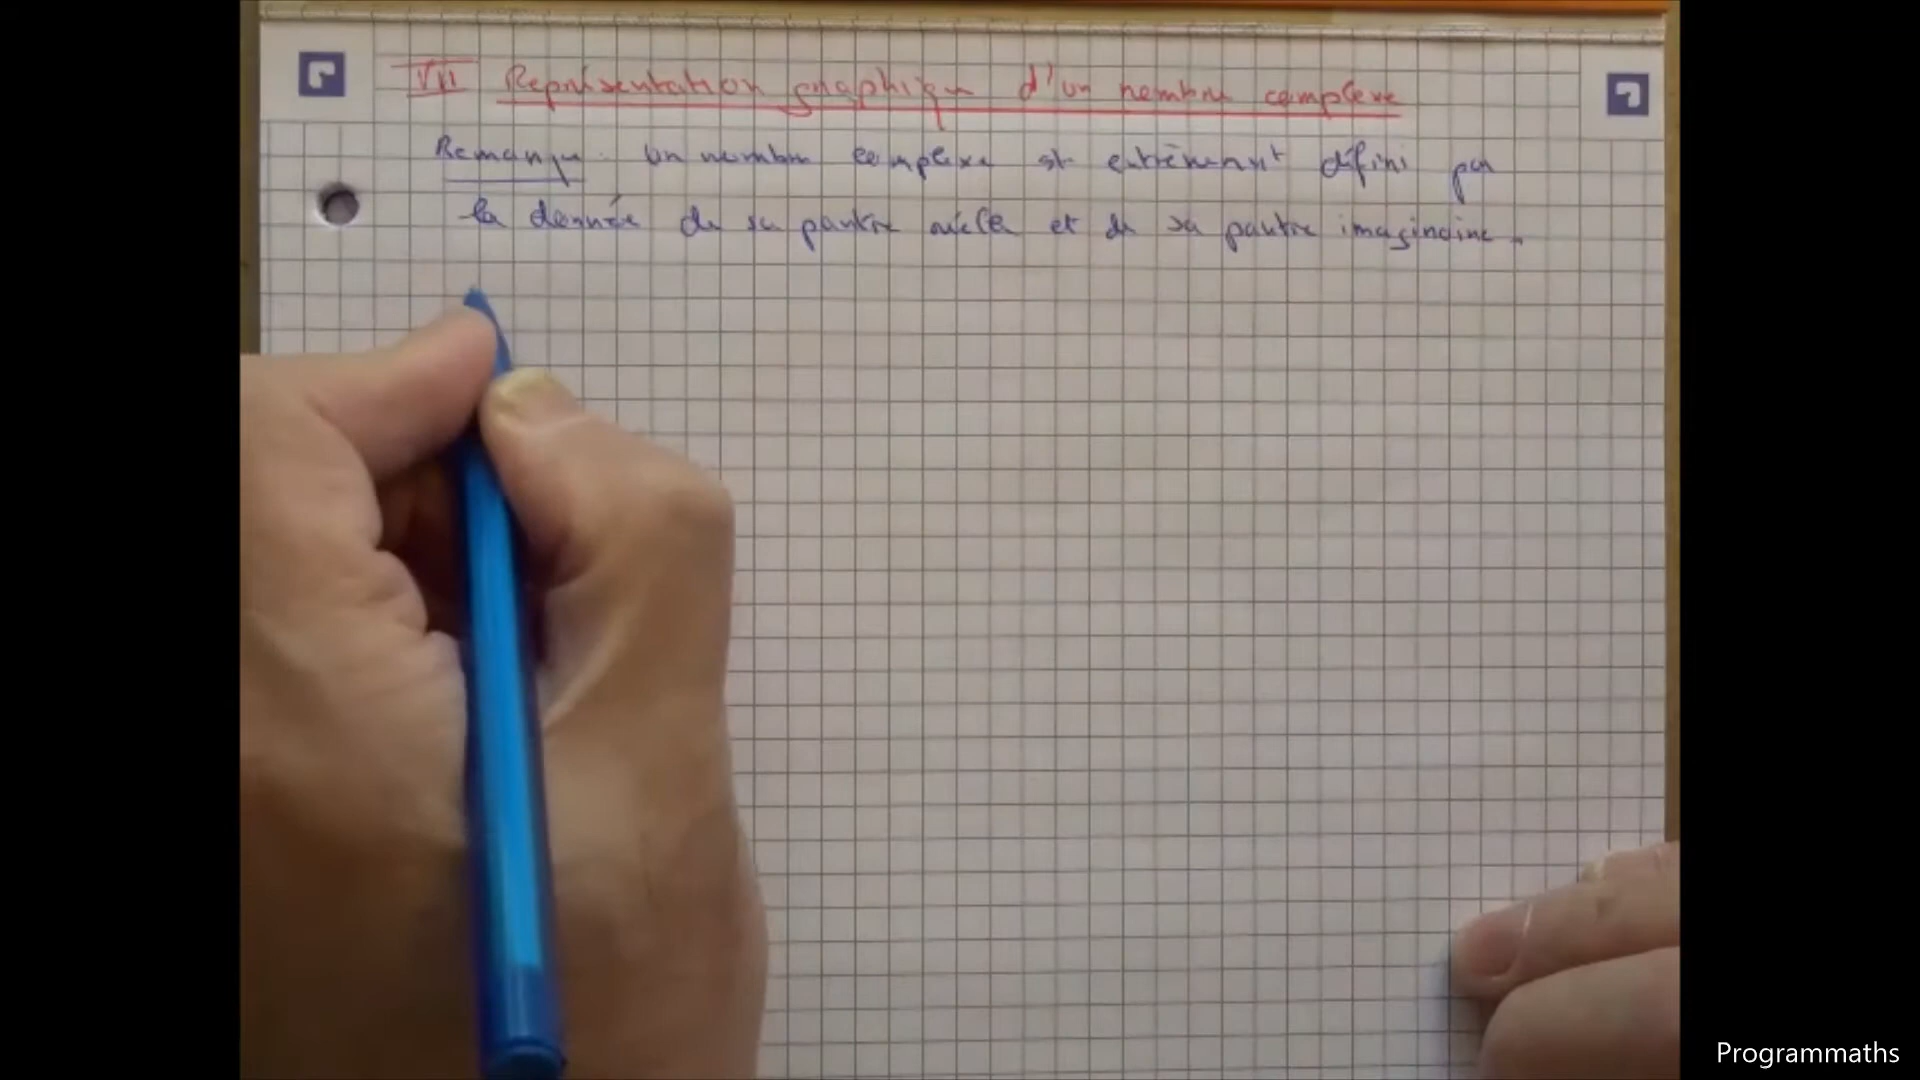 VII Représentation graphique d'un nombre complexe
Remarque : Un nombre complexe est entièrement défini par
la donnée de sa partie réelle et de sa partie imaginaire.
Programmaths